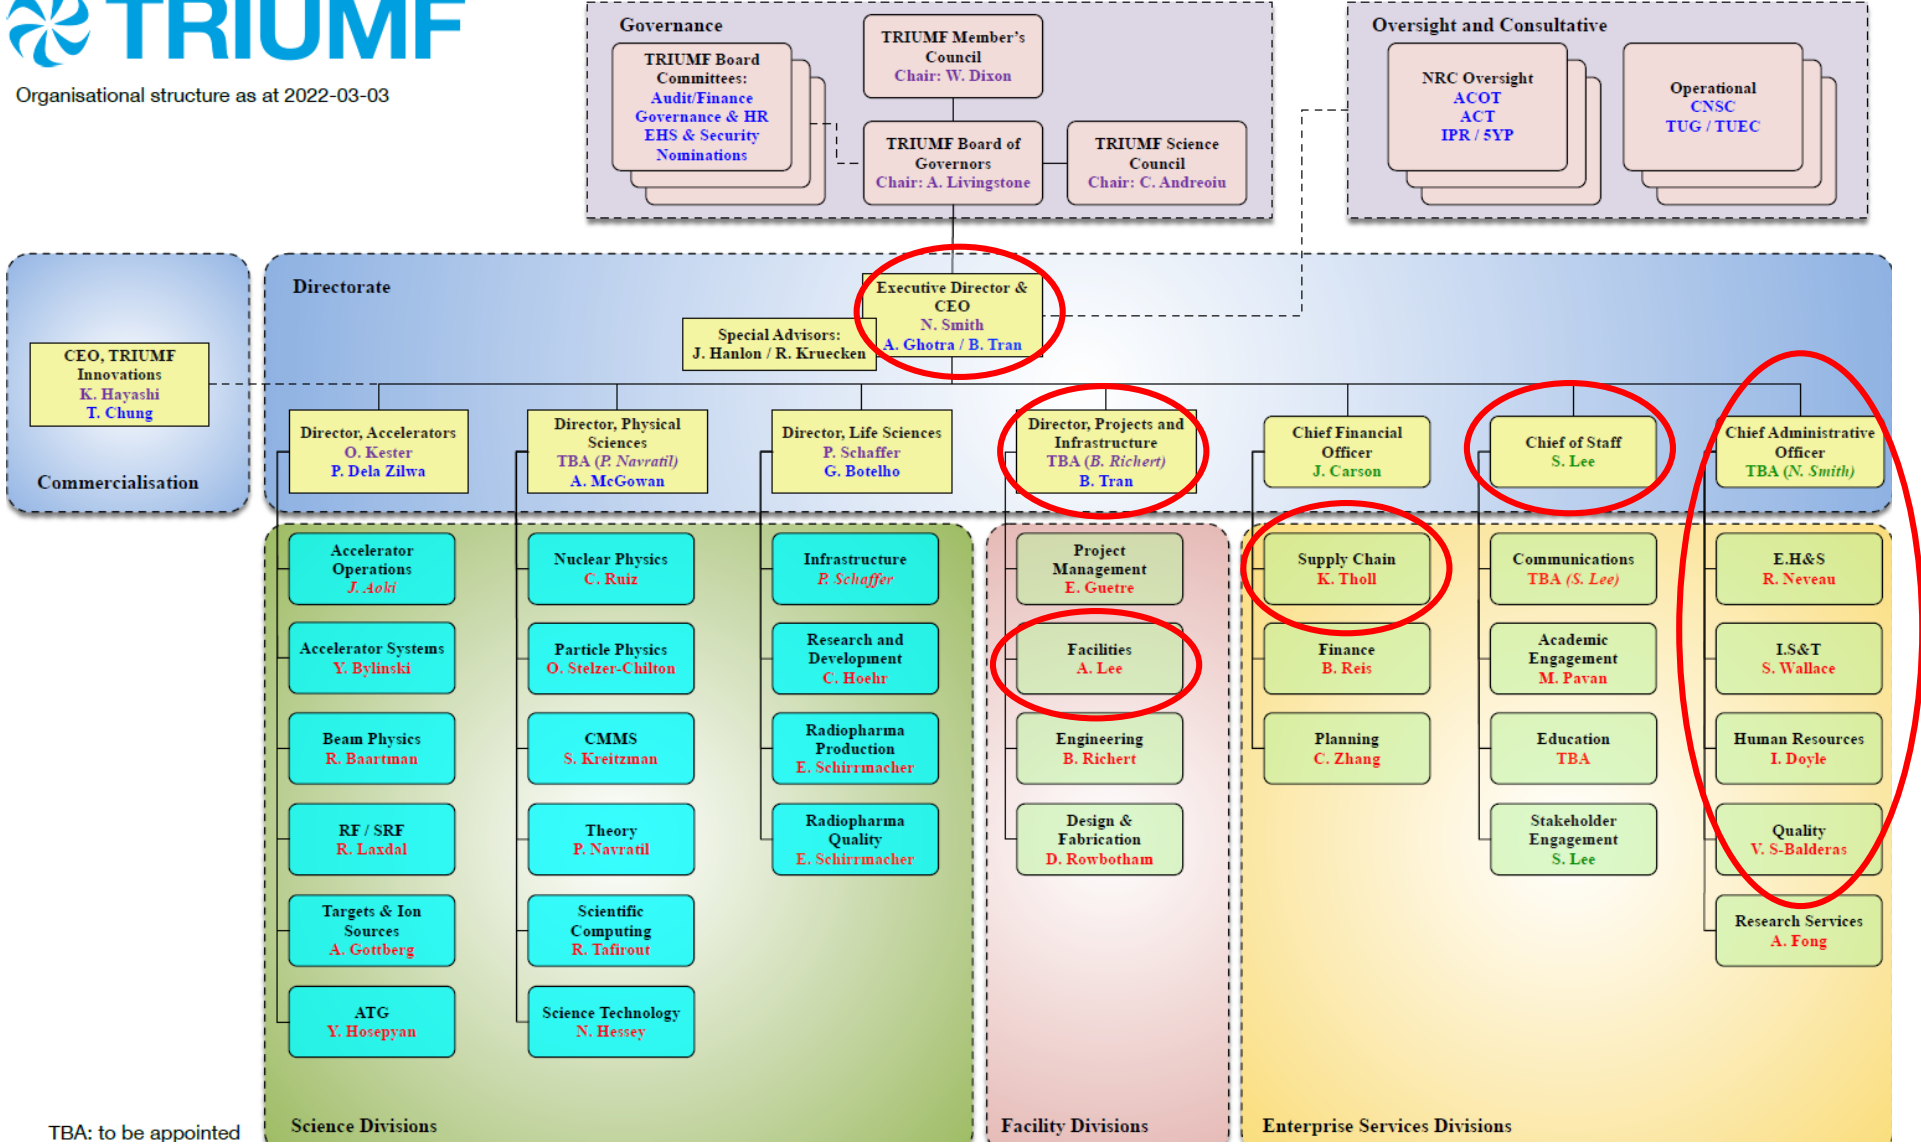 TRIUMF
Organisational structure as at 2022-03-03
Governance
TRIUMF Board
Committees:
Audit/Finance
Governance & HR
EHS & Security
Nominations
TRIUMF Member's
Council
Chair: W. Dixon
TRIUMF Board of
Governors
Chair: A. Livingstone
TRIUMF Science
Council
Chair: C. Andreoiu
Oversight and Consultative
NRC Oversight
ACOT
ACT
IPR / 5YP
Operational
CNSC
TUG / TUEC
Directorate
Executive Director &
CEO
N. Smith
A. Ghotra / B. Tran
Special Advisors:
J. Hanlon / R. Kruecken
CEO, TRIUMF
Innovations
K. Hayashi
T. Chung
Commercialisation
Director, Accelerators
O. Kester
P. Dela Zilwa
Director, Physical
Sciences
TBA (P. Navratil)
A. McGowan
Director, Life Sciences
P. Schaffer
G. Botelho
Director, Projects and
Infrastructure
TBA (B. Richert)
B. Tran
Chief Financial
Officer
J. Carson
Chief of Staff
S. Lee
Chief Administrative
Officer
TBA (N. Smith)
Accelerator
Operations
J. Aoki
Accelerator Systems
Y. Bylinski
Beam Physics
R. Baartman
RF / SRF
R. Laxdal
Targets & Ion
Sources
A. Gottberg
ATG
Y. Hosepyan
Nuclear Physics
C. Ruiz
Particle Physics
O. Stelzer-Chilton
CMMS
S. Kreitzman
Theory
P. Navratil
Scientific
Computing
R. Tafirout
Science Technology
N. Hessey
Infrastructure
P. Schaffer
Research and
Development
C. Hoehr
Radiopharma
Production
E. Schirrmacher
Radiopharma
Quality
E. Schirrmacher
Science Divisions
Project
Management
E. Guetre
Facilities
A. Lee
Engineering
B. Richert
Design &
Fabrication
D. Rowbotham
Facility Divisions
Supply Chain
K. Tholl
Finance
B. Reis
Planning
C. Zhang
Communications
TBA (S. Lee)
Academic
Engagement
M. Pavan
Education
TBA
Stakeholder
Engagement
S. Lee
E.H&S
R. Neveau
I.S&T
S. Wallace
Human Resources
I. Doyle
Quality
V. S-Balderas
Research Services
A. Fong
Enterprise Services Divisions
TBA: to be appointed